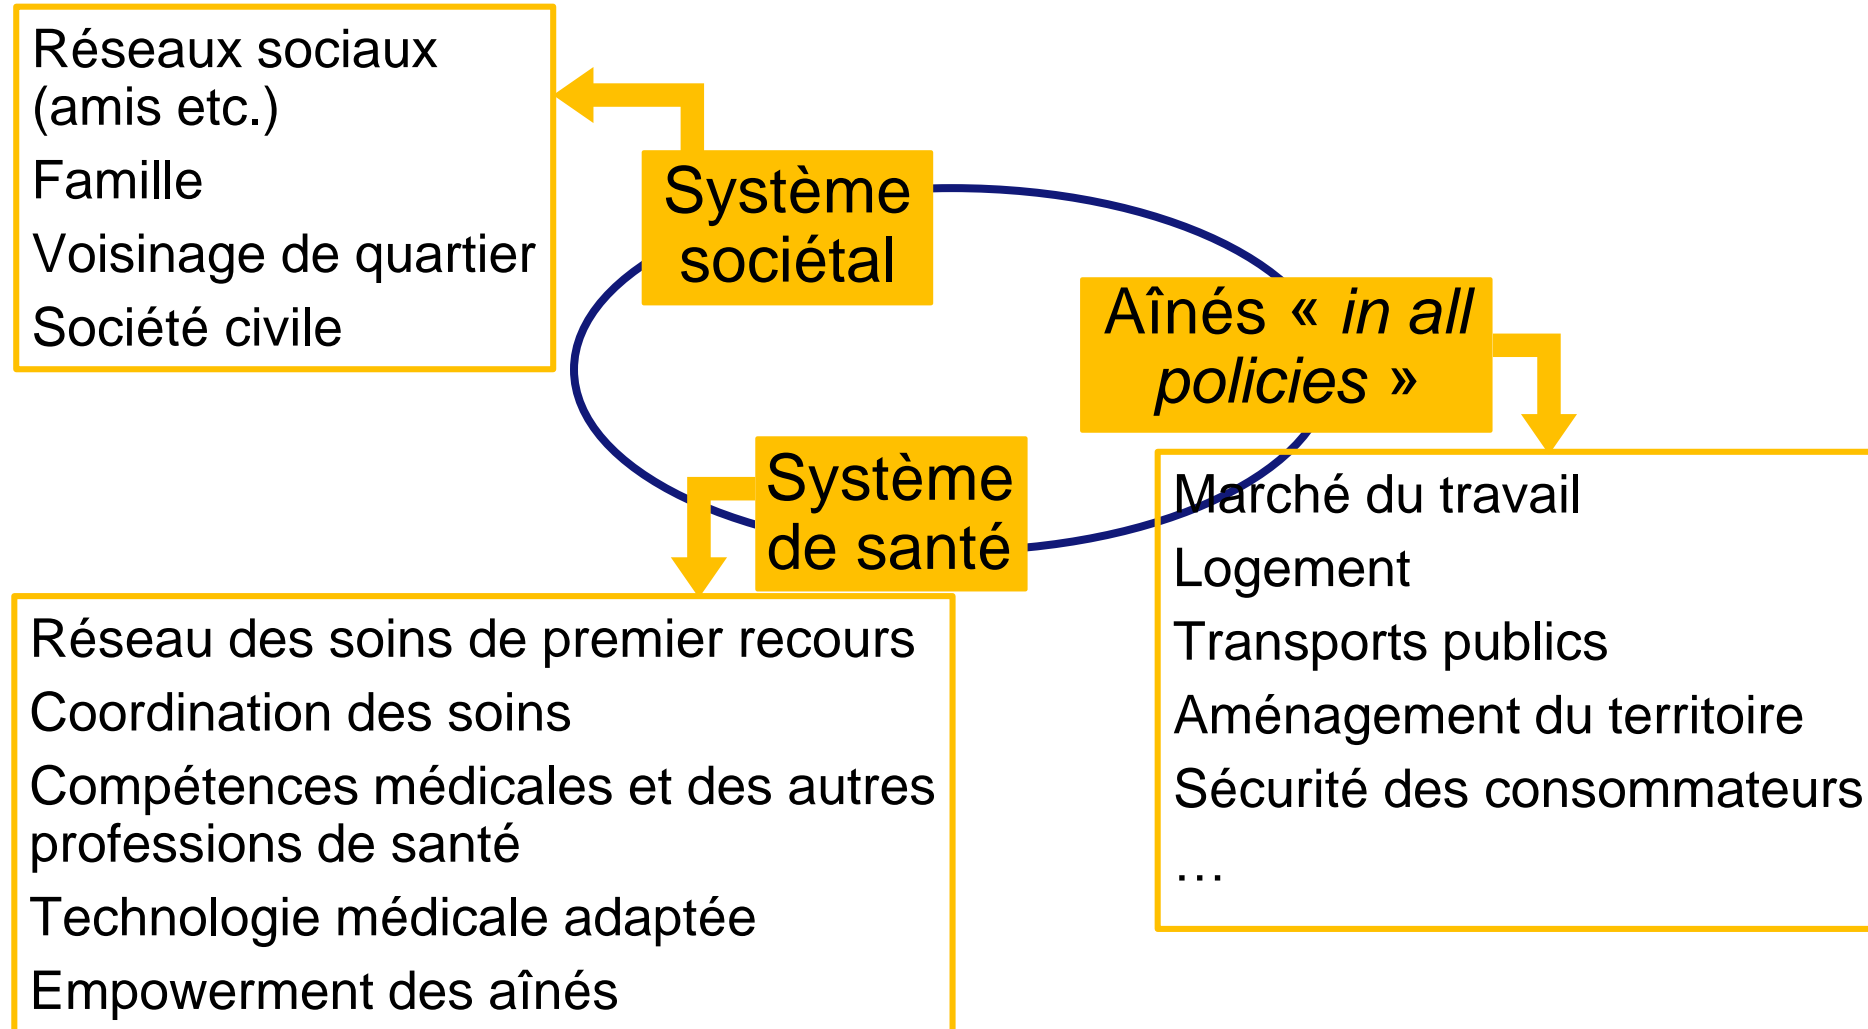 Réseaux sociaux
(amis etc.)
Famille
Voisinage de quartier
Société civile
Système
sociétal
Aînés « in all
policies »
Système
de santé
Marché du travail
Logement
Transports publics
Aménagement du territoire
Sécurité des consommateurs
…
Réseau des soins de premier recours
Coordination des soins
Compétences médicales et des autres
professions de santé
Technologie médicale adaptée
Empowerment des aînés